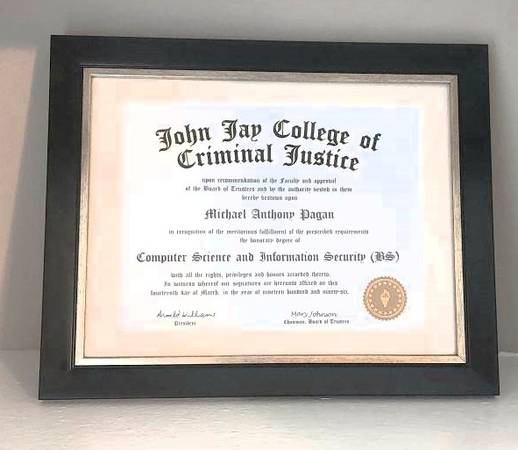 John Jay College of
Criminal Justice
upon recommendation of the Faculty and approval
of the Board of Trustees and by the authority vested in them
hereby bestows upon
Michael Anthony Pagan
in recognition of the meritorious fulfillment of the prescribed requirements
the honorary degree of
Computer Science and Information Security (BS)
with all the rights, privileges and honors accorded thereto.
In witness whereof our signatures are hereunto affixed on this
fourteenth day of March, in the year of nineteen hundred and ninety-six.
Arnold Williams
Mary Johnson
President
Chairman, Board of Trustees